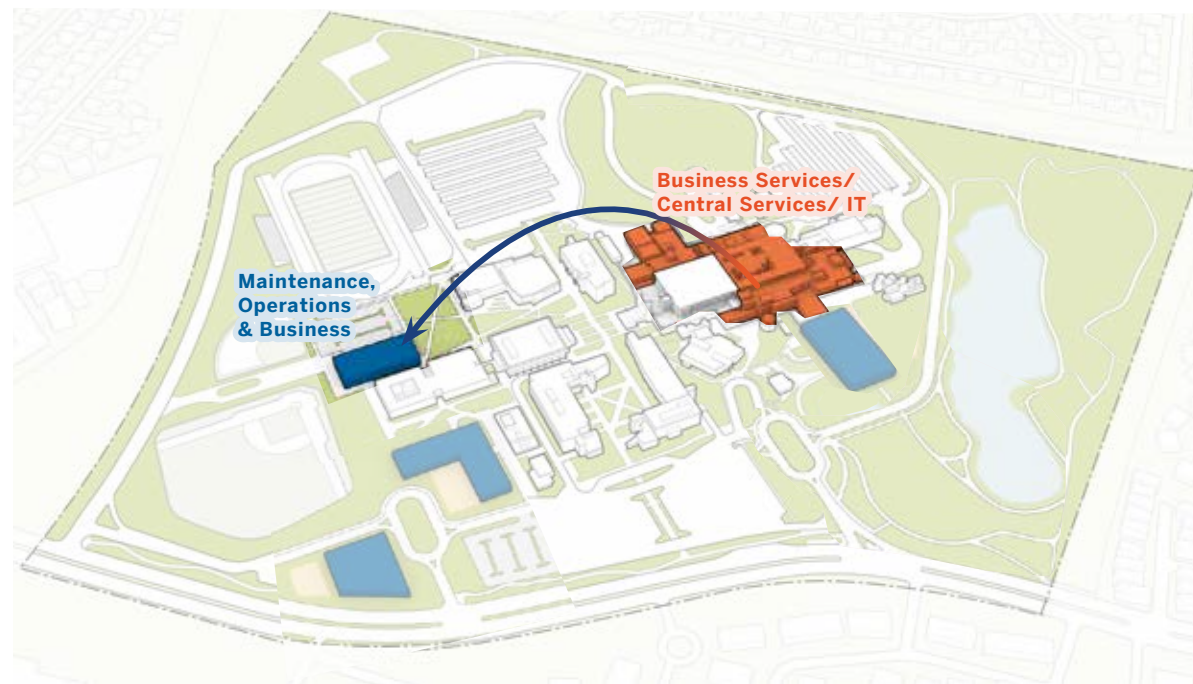 Business Services/
Central Services/ IT
Maintenance,
Operations
& Business